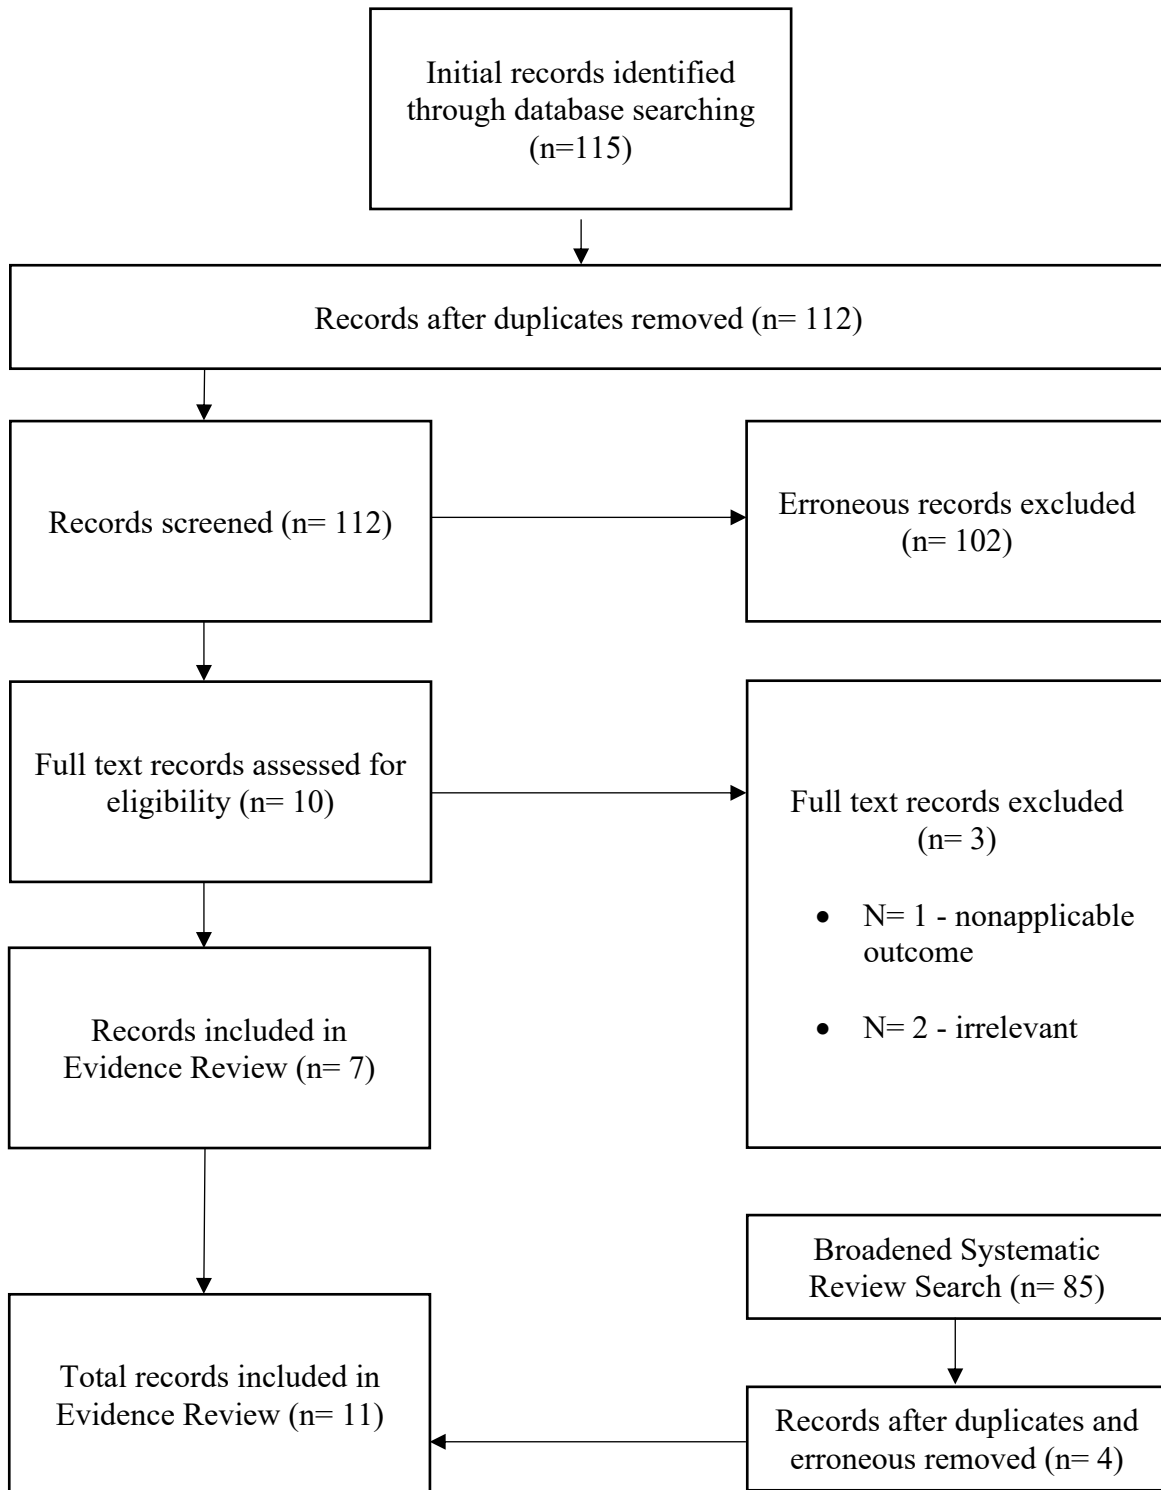 Initial records identified
through database searching
(n=115)
Records after duplicates removed (n= 112)
Records screened (n= 112)
Erroneous records excluded
(n= 102)
Full text records assessed for
eligibility (n= 10)
Full text records excluded
(n= 3)
• N= 1 - nonapplicable
outcome
• N= 2 - irrelevant
Records included in
Evidence Review (n= 7)
Broadened Systematic
Review Search (n= 85)
Total records included in
Evidence Review (n= 11)
Records after duplicates and
erroneous removed (n= 4)